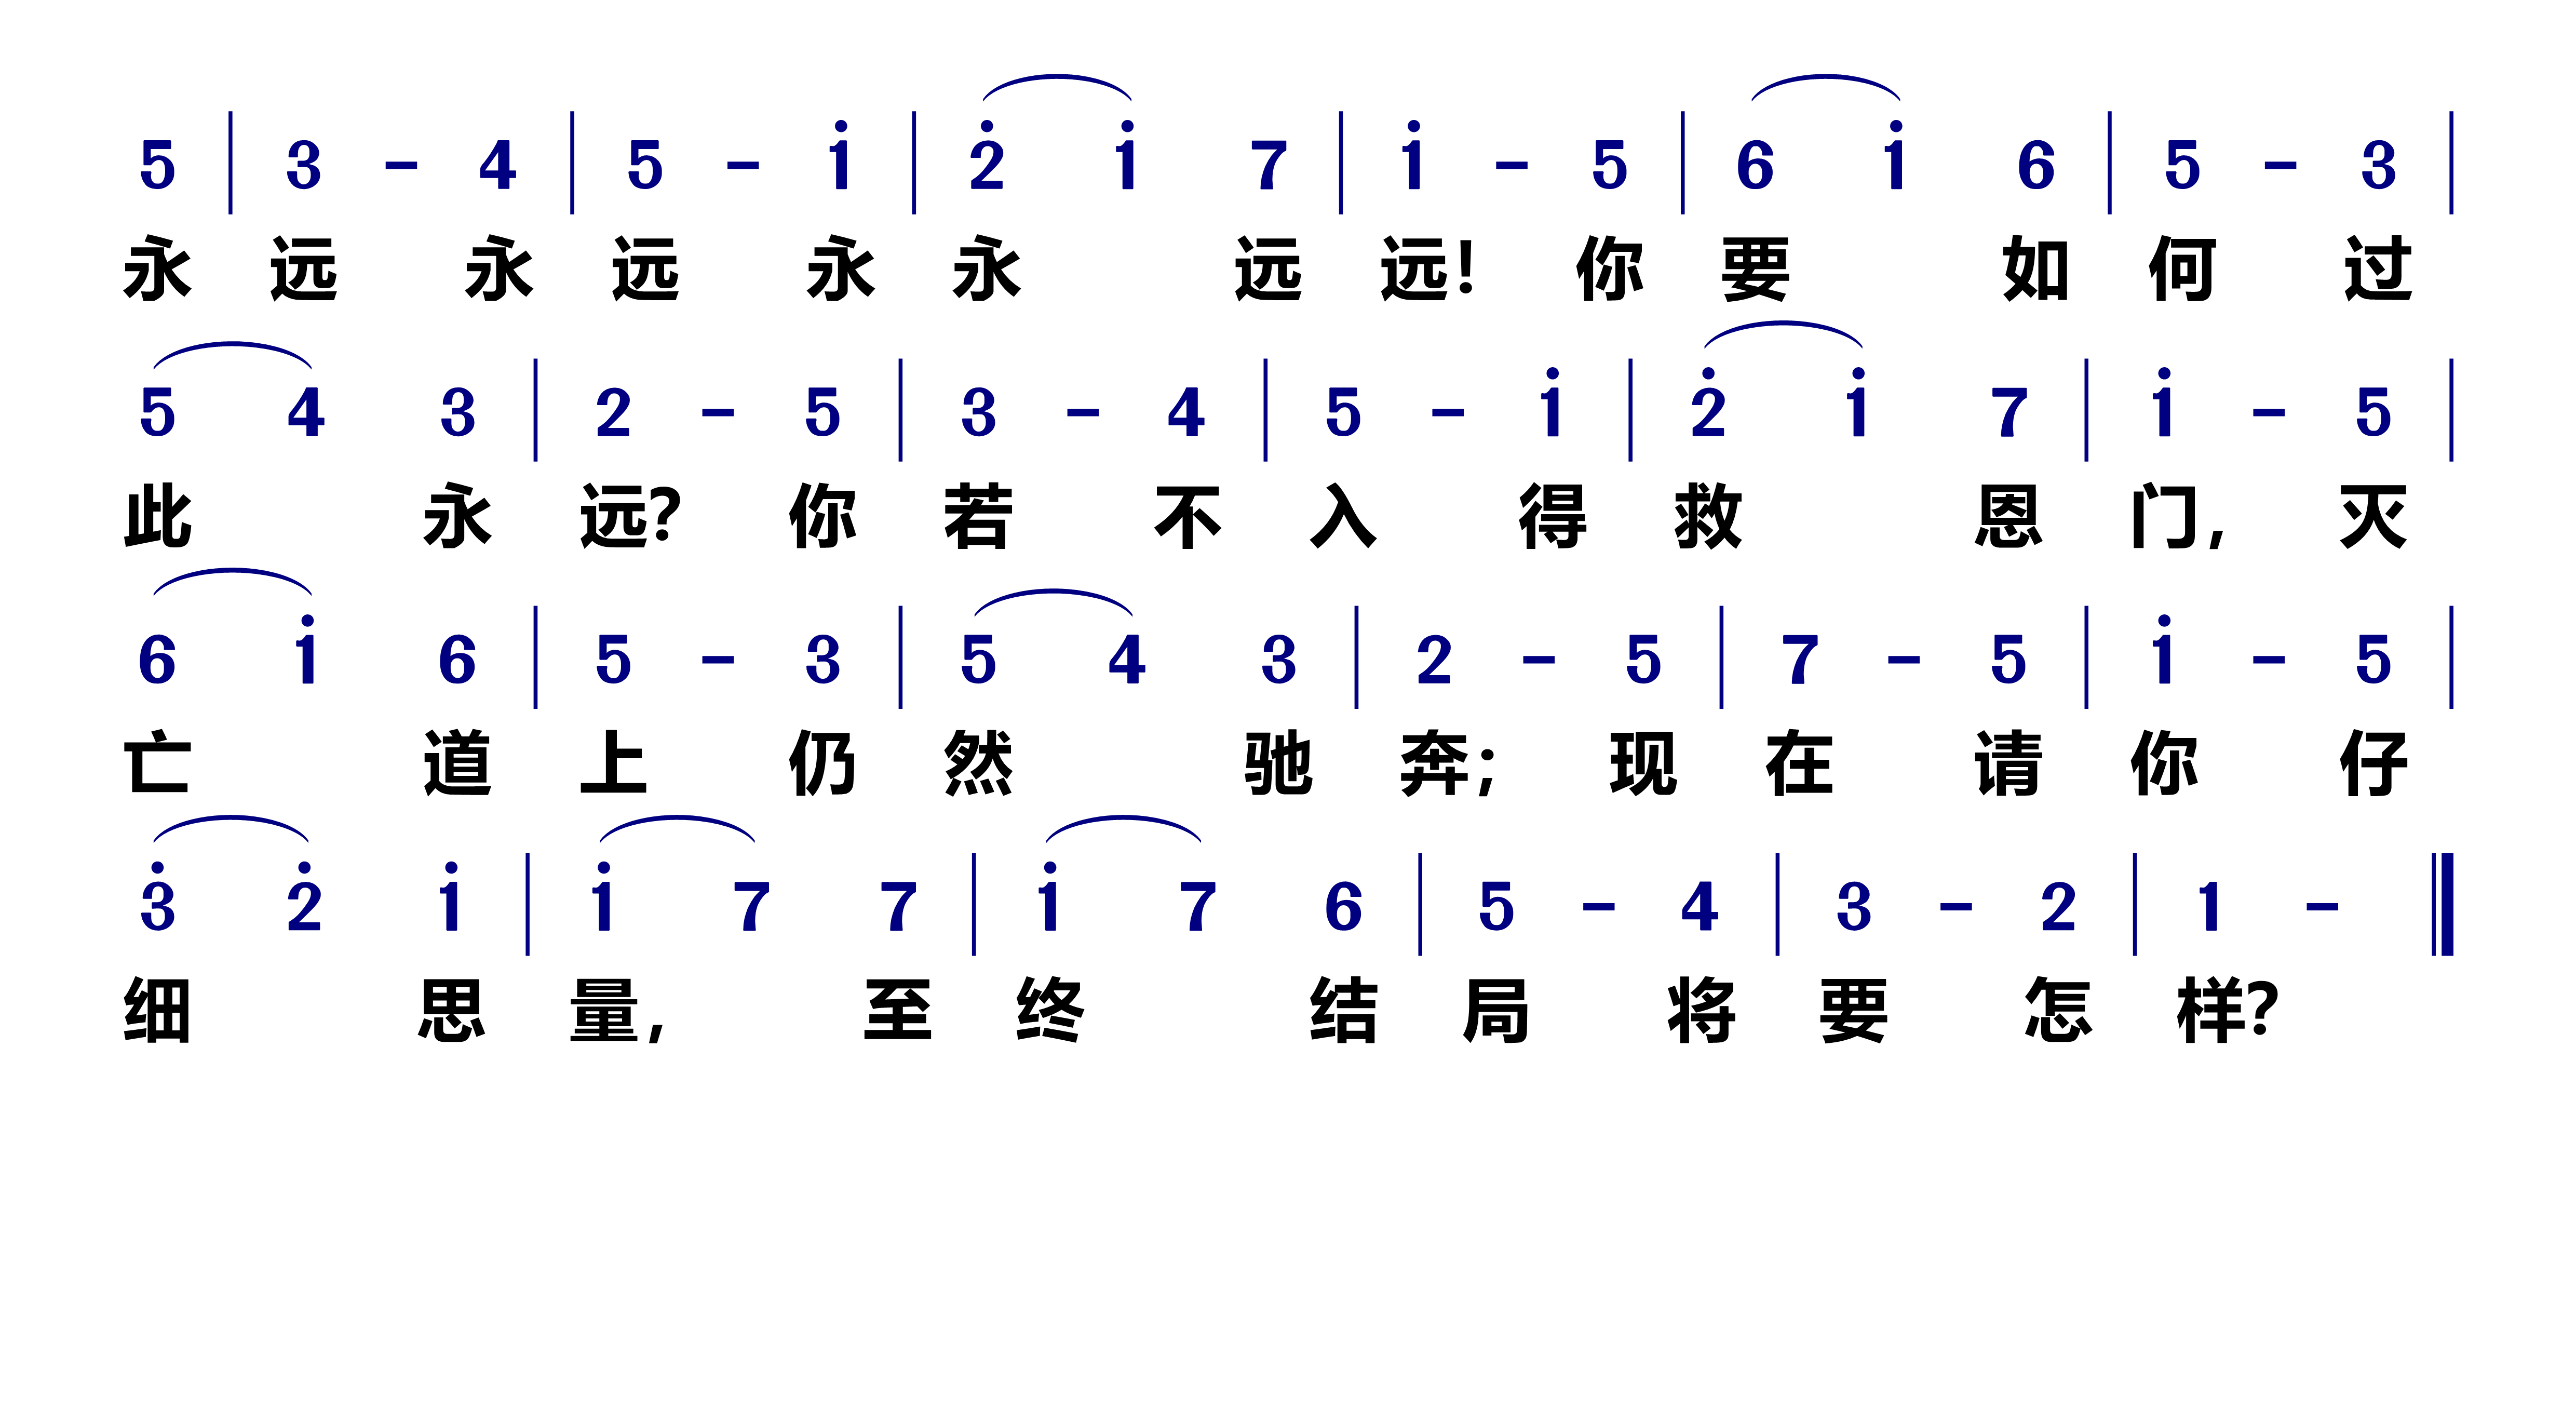 5 | 3 - 4 | 5 - i | 2̇ i 7 | i - 5 | 6 i 6 | 5 - 3 |
永远永远永永远远！你要如何过
5 4 3 | 2 - 5 | 3 - 4 | 5 - i | 2̇ i 7 | i - 5 |
此永远？你若不入得救恩门，灭
6 i 6 | 5 - 3 | 5 4 3 | 2 - 5 | 7 - 5 | i - 5 |
亡道上仍然驰奔；现在请你仔
3̇ 2̇ i | i 7 7 | i 7 6 | 5 - 4 | 3 - 2 | 1 - ‖
细思量，至终结局将要怎样？